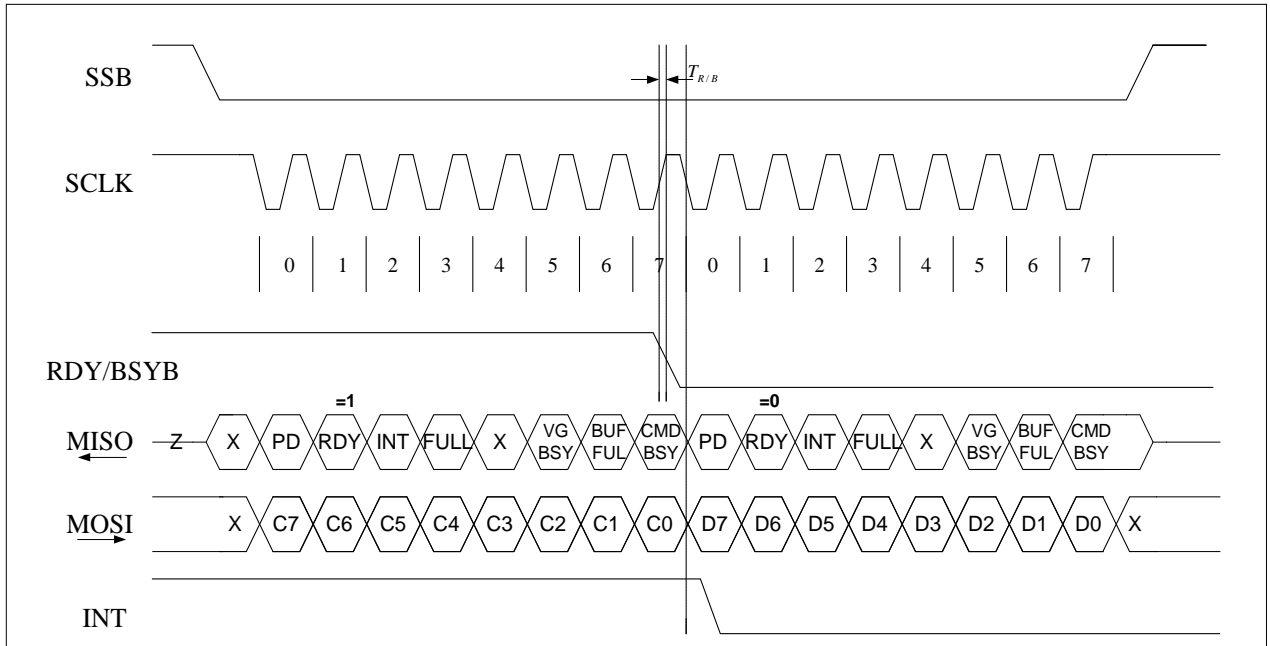 SSB
T R/B
SCLK
0 1 2 3 4 5 6 7 0 1 2 3 4 5 6 7
RDY/BSYB
=1 =0
MISO Z X PD RDY INT FULL X VG BSY BUF FUL CMD BSY PD RDY INT FULL X VG BSY BUF FUL CMD BSY
MOSI X C7 C6 C5 C4 C3 C2 C1 C0 D7 D6 D5 D4 D3 D2 D1 D0 X
INT